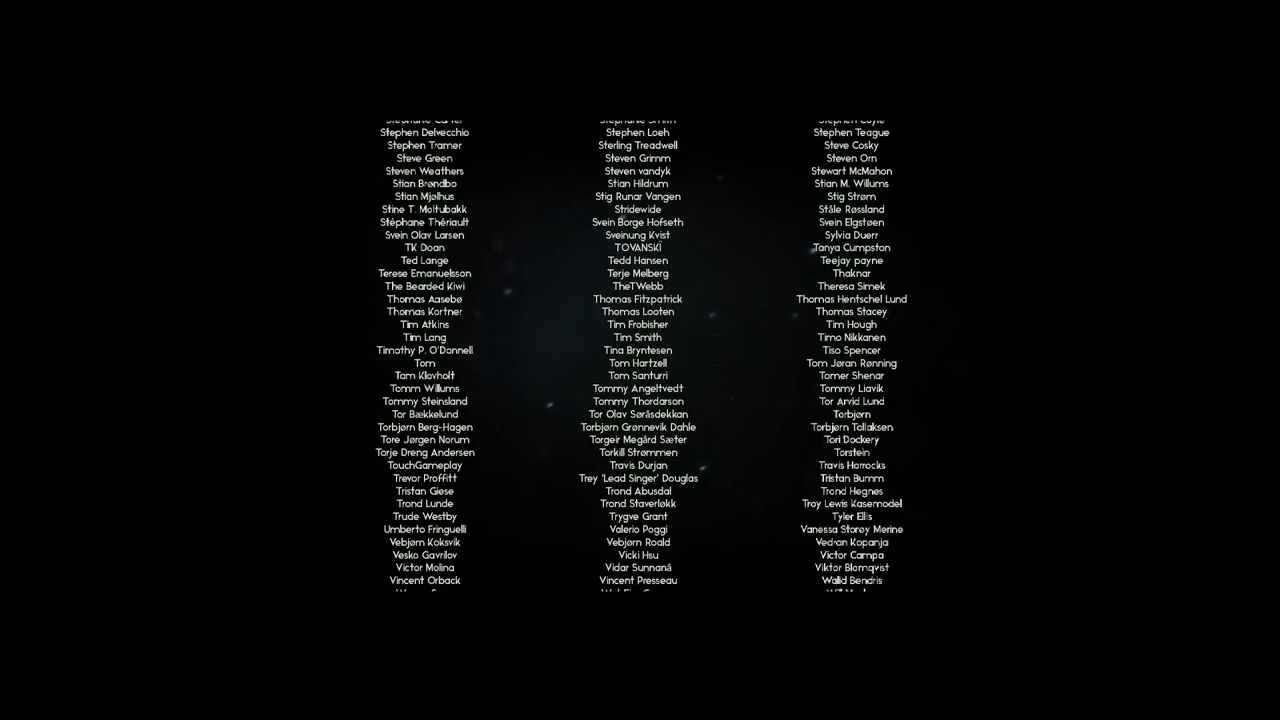 Stephen Delvecchio Stephen Loeh Stephen Teague
Stephen Tramer Sterling Treadwell Steve Cosky
Steve Green Steven Grimm Steven Orn
Steven Weathers Steven vandyk Stewart McMahon
Stian Brøndbo Stian Hildrum Stian M. Willums
Stian Mjølhus Stig Runar Vangen Stig Strøm
Stine T. Moltubakk Stridewide Ståle Røssland
Stéphane Thériault Svein Borge Hofseth Svein Elgstøen
Svein Olav Larsen Sveinung Kvist Sylvia Duerr
TK Doan TOVANSKÏ Tanya Cumpston
Ted Lange Tedd Hansen Teejay payne
Terese Emanuelsson Terje Melberg Thaknar
The Bearded Kiwi TheTWebb Theresa Simek
Thomas Aasebø Thomas Fitzpatrick Thomas Hentschel Lund
Thomas Kortner Thomas Looten Thomas Stacey
Tim Atkins Tim Frobisher Tim Hough
Tim Lang Tim Smith Timo Nikkanen
Timothy P. O'Donnell Tina Bryntesen Tiso Spencer
Tom Tom Hartzell Tom Jøran Rønning
Tom Klovholt Tom Santurri Tomer Shenar
Tomm Willums Tommy Angeltvedt Tommy Liavik
Tommy Steinsland Tommy Thordarson Tor Arvid Lund
Tor Bækkelund Tor Olav Søråsdekkan Torbjørn
Torbjørn Berg-Hagen Torbjørn Grønnevik Dahle Torbjørn Tollaksen
Tore Jørgen Norum Torgeir Megård Sæter Tori Dockery
Torje Dreng Andersen Torkill Strømmen Torstein
TouchGameplay Travis Durjan Travis Horrocks
Trevor Proffitt Trey 'Lead Singer' Douglas Tristan Bumm
Tristan Giese Trond Abusdal Trond Hegnes
Trond Lunde Trond Staverløkk Troy Lewis Kasemodel
Trude Westby Trygve Grant Tyler Ellis
Umberto Fringuelli Valerio Poggi Vanessa Storøy Merine
Vebjørn Koksvik Vebjørn Roald Vedran Kopanja
Vesko Gavrilov Vicki Hsu Victor Campa
Victor Molina Vidar Sunnanå Viktor Blomqvist
Vincent Orback Vincent Presseau Walid Bendris